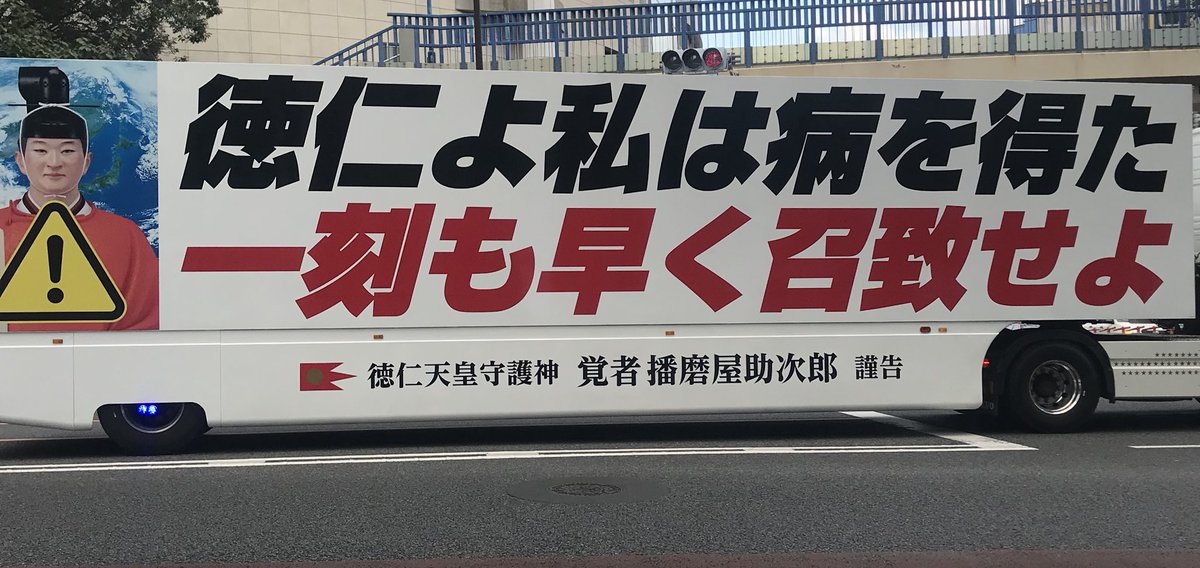 徳仁よ私は病を得た
一刻も早く召致せよ
徳仁天皇守護神 覚者 播磨屋助次郎 謹告